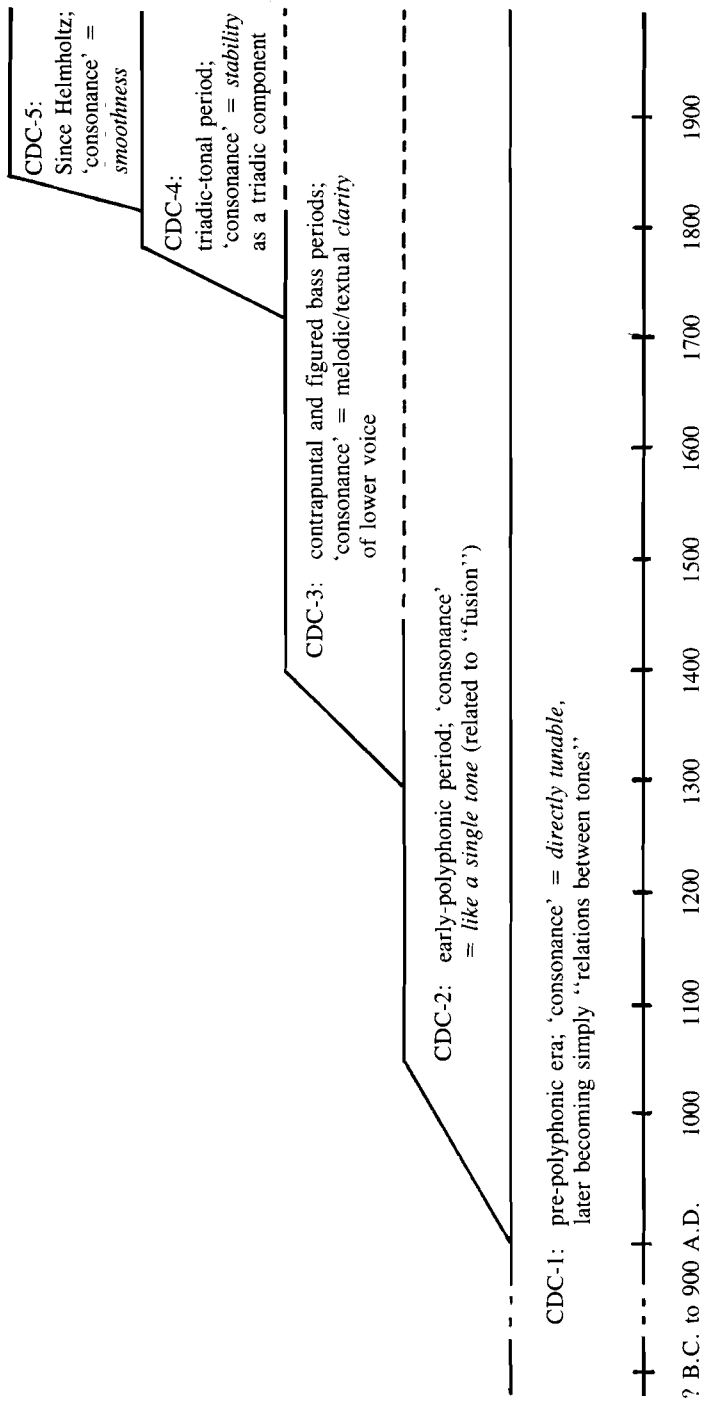 CDC-5:
Since Helmholtz;
‘consonance’ =
smoothness
CDC-4:
triadic-tonal period;
‘consonance’ = stability
as a triadic component
CDC-3: contrapuntal and figured bass periods;
‘consonance’ = melodic/textual clarity
of lower voice
CDC-2: early-polyphonic period; ‘consonance’
= like a single tone (related to “fusion”)
CDC-1: pre-polyphonic era; ‘consonance’ = directly tunable,
later becoming simply “relations between tones”
? B.C. to 900 A.D. 1000 1100 1200 1300 1400 1500 1600 1700 1800 1900